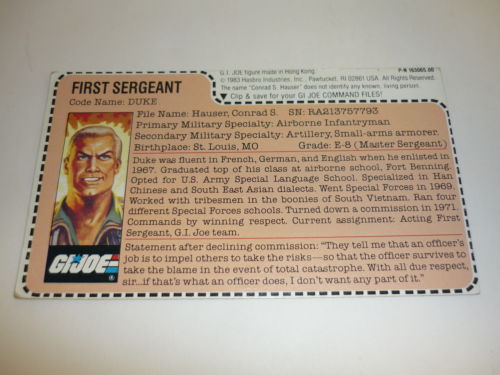 G.I. JOE figure made in Hong Kong. P-N 163065.00
© 1983 Hasbro Industries, Inc., Pawtucket, RI 02861 USA. All Rights Reserved.
The name "Conrad S. Hauser" does not identify any known, living person.
Clip & save for your GI JOE COMMAND FILES!
FIRST SERGEANT
Code Name: DUKE
File Name: Hauser, Conrad S. SN: RA213757793
Primary Military Specialty: Airborne Infantryman
Secondary Military Specialty: Artillery, Small-arms armorer.
Birthplace: St. Louis, MO Grade: E-8 (Master Sergeant)
Duke was fluent in French, German, and English when he enlisted in
1967. Graduated top of his class at airborne school, Fort Benning.
Opted for U.S. Army Special Language School. Specialized in Han
Chinese and South East Asian dialects. Went Special Forces in 1969.
Worked with tribesmen in the boonies of South Vietnam. Ran four
different Special Forces schools. Turned down a commission in 1971.
Commands by winning respect. Current assignment: Acting First
Sergeant, G.I. Joe team.
Statement after declining commission: "They tell me that an officer's
job is to impel others to take the risks—so that the officer survives to
take the blame in the event of total catastrophe. With all due respect,
sir...if that's what an officer does, I don't want any part of it."
GI JOE
®